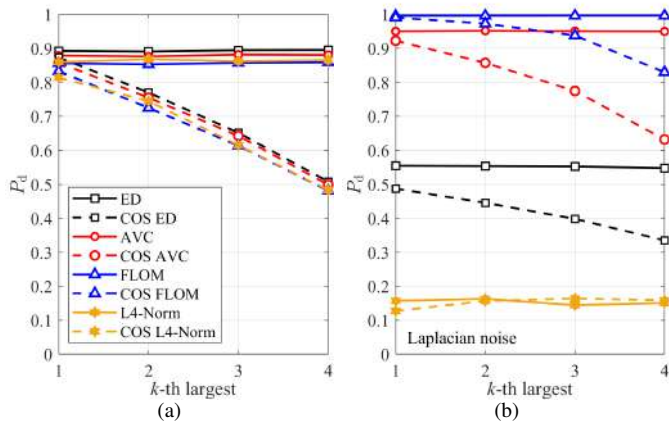 1
0.9
0.8
0.7
0.6
0.5
0.4
0.3
0.2
0.1
0
P_d
ED
COS ED
AVC
COS AVC
FLOM
COS FLOM
L4-Norm
COS L4-Norm
1 2 3 4
k-th largest
(a)
1
0.9
0.8
0.7
0.6
0.5
0.4
0.3
0.2
0.1
0
P_d
Laplacian noise
1 2 3 4
k-th largest
(b)